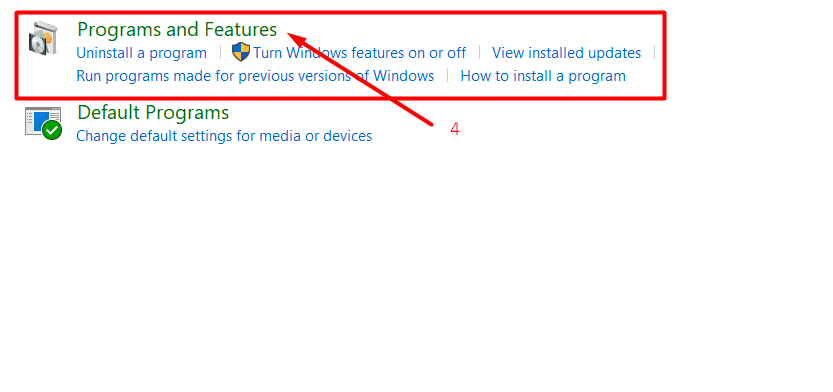 Programs and Features
Uninstall a program
Turn Windows features on or off
View installed updates
Run programs made for previous versions of Windows
How to install a program
Default Programs
4
Change default settings for media or devices